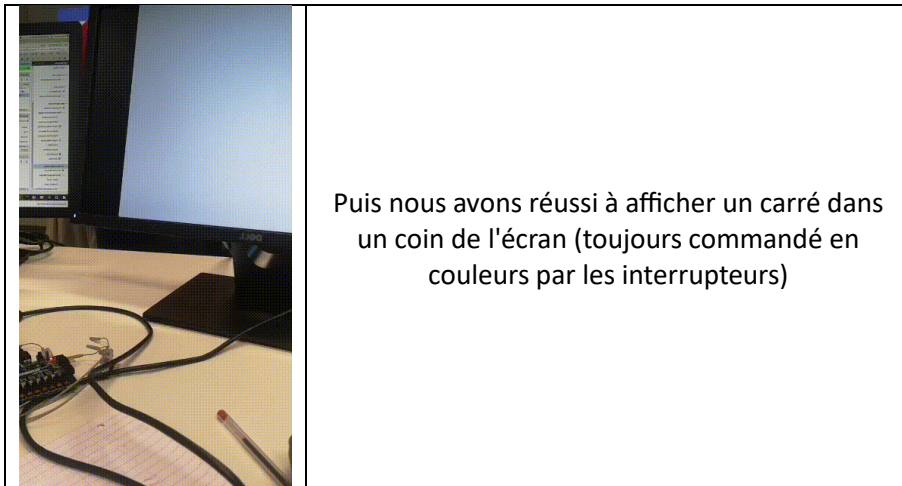 Puis nous avons réussi à afficher un carré dans
un coin de l'écran (toujours commandé en
couleurs par les interrupteurs)
DELL